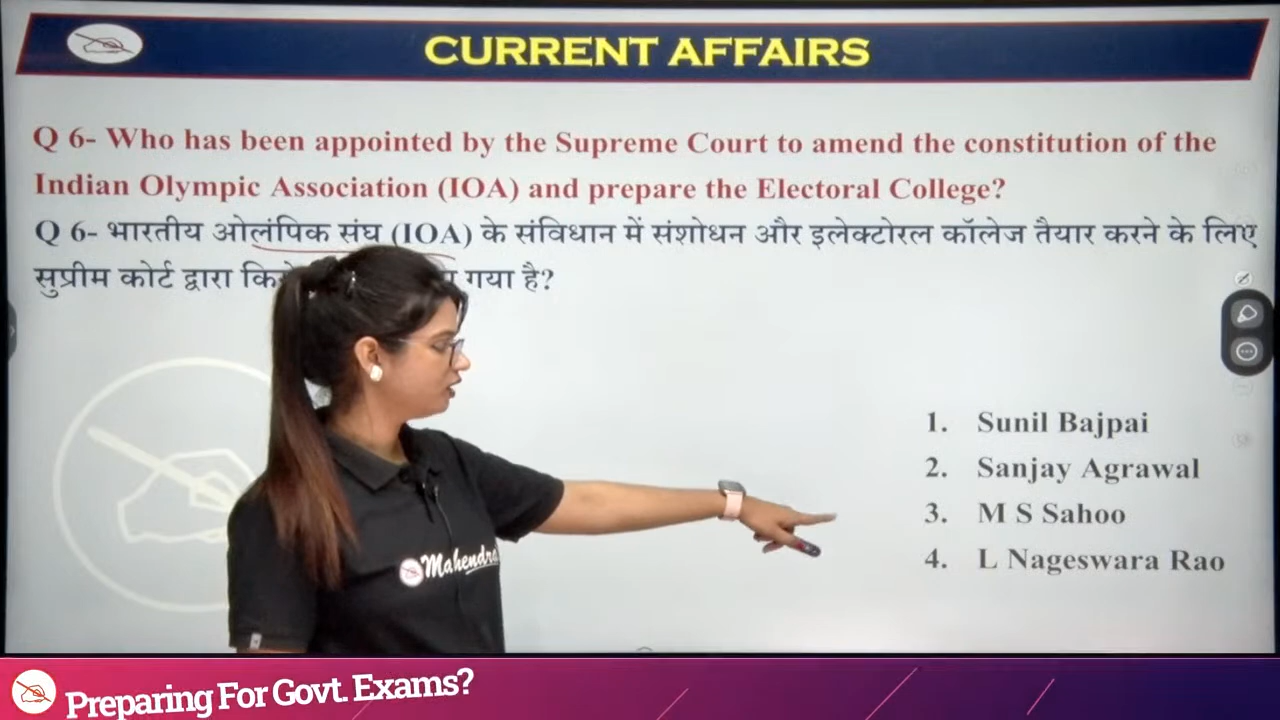 CURRENT AFFAIRS
Q 6- Who has been appointed by the Supreme Court to amend the constitution of the
Indian Olympic Association (IOA) and prepare the Electoral College?
Q 6- भारतीय ओलंपिक संघ (IOA) के संविधान में संशोधन और इलेक्टोरल कॉलेज तैयार करने के लिए
सुप्रीम कोर्ट द्वारा गया है?
1. Sunil Bajpai
2. Sanjay Agrawal
3. M S Sahoo
4. L Nageswara Rao
Mahendra
Preparing For Govt. Exams?